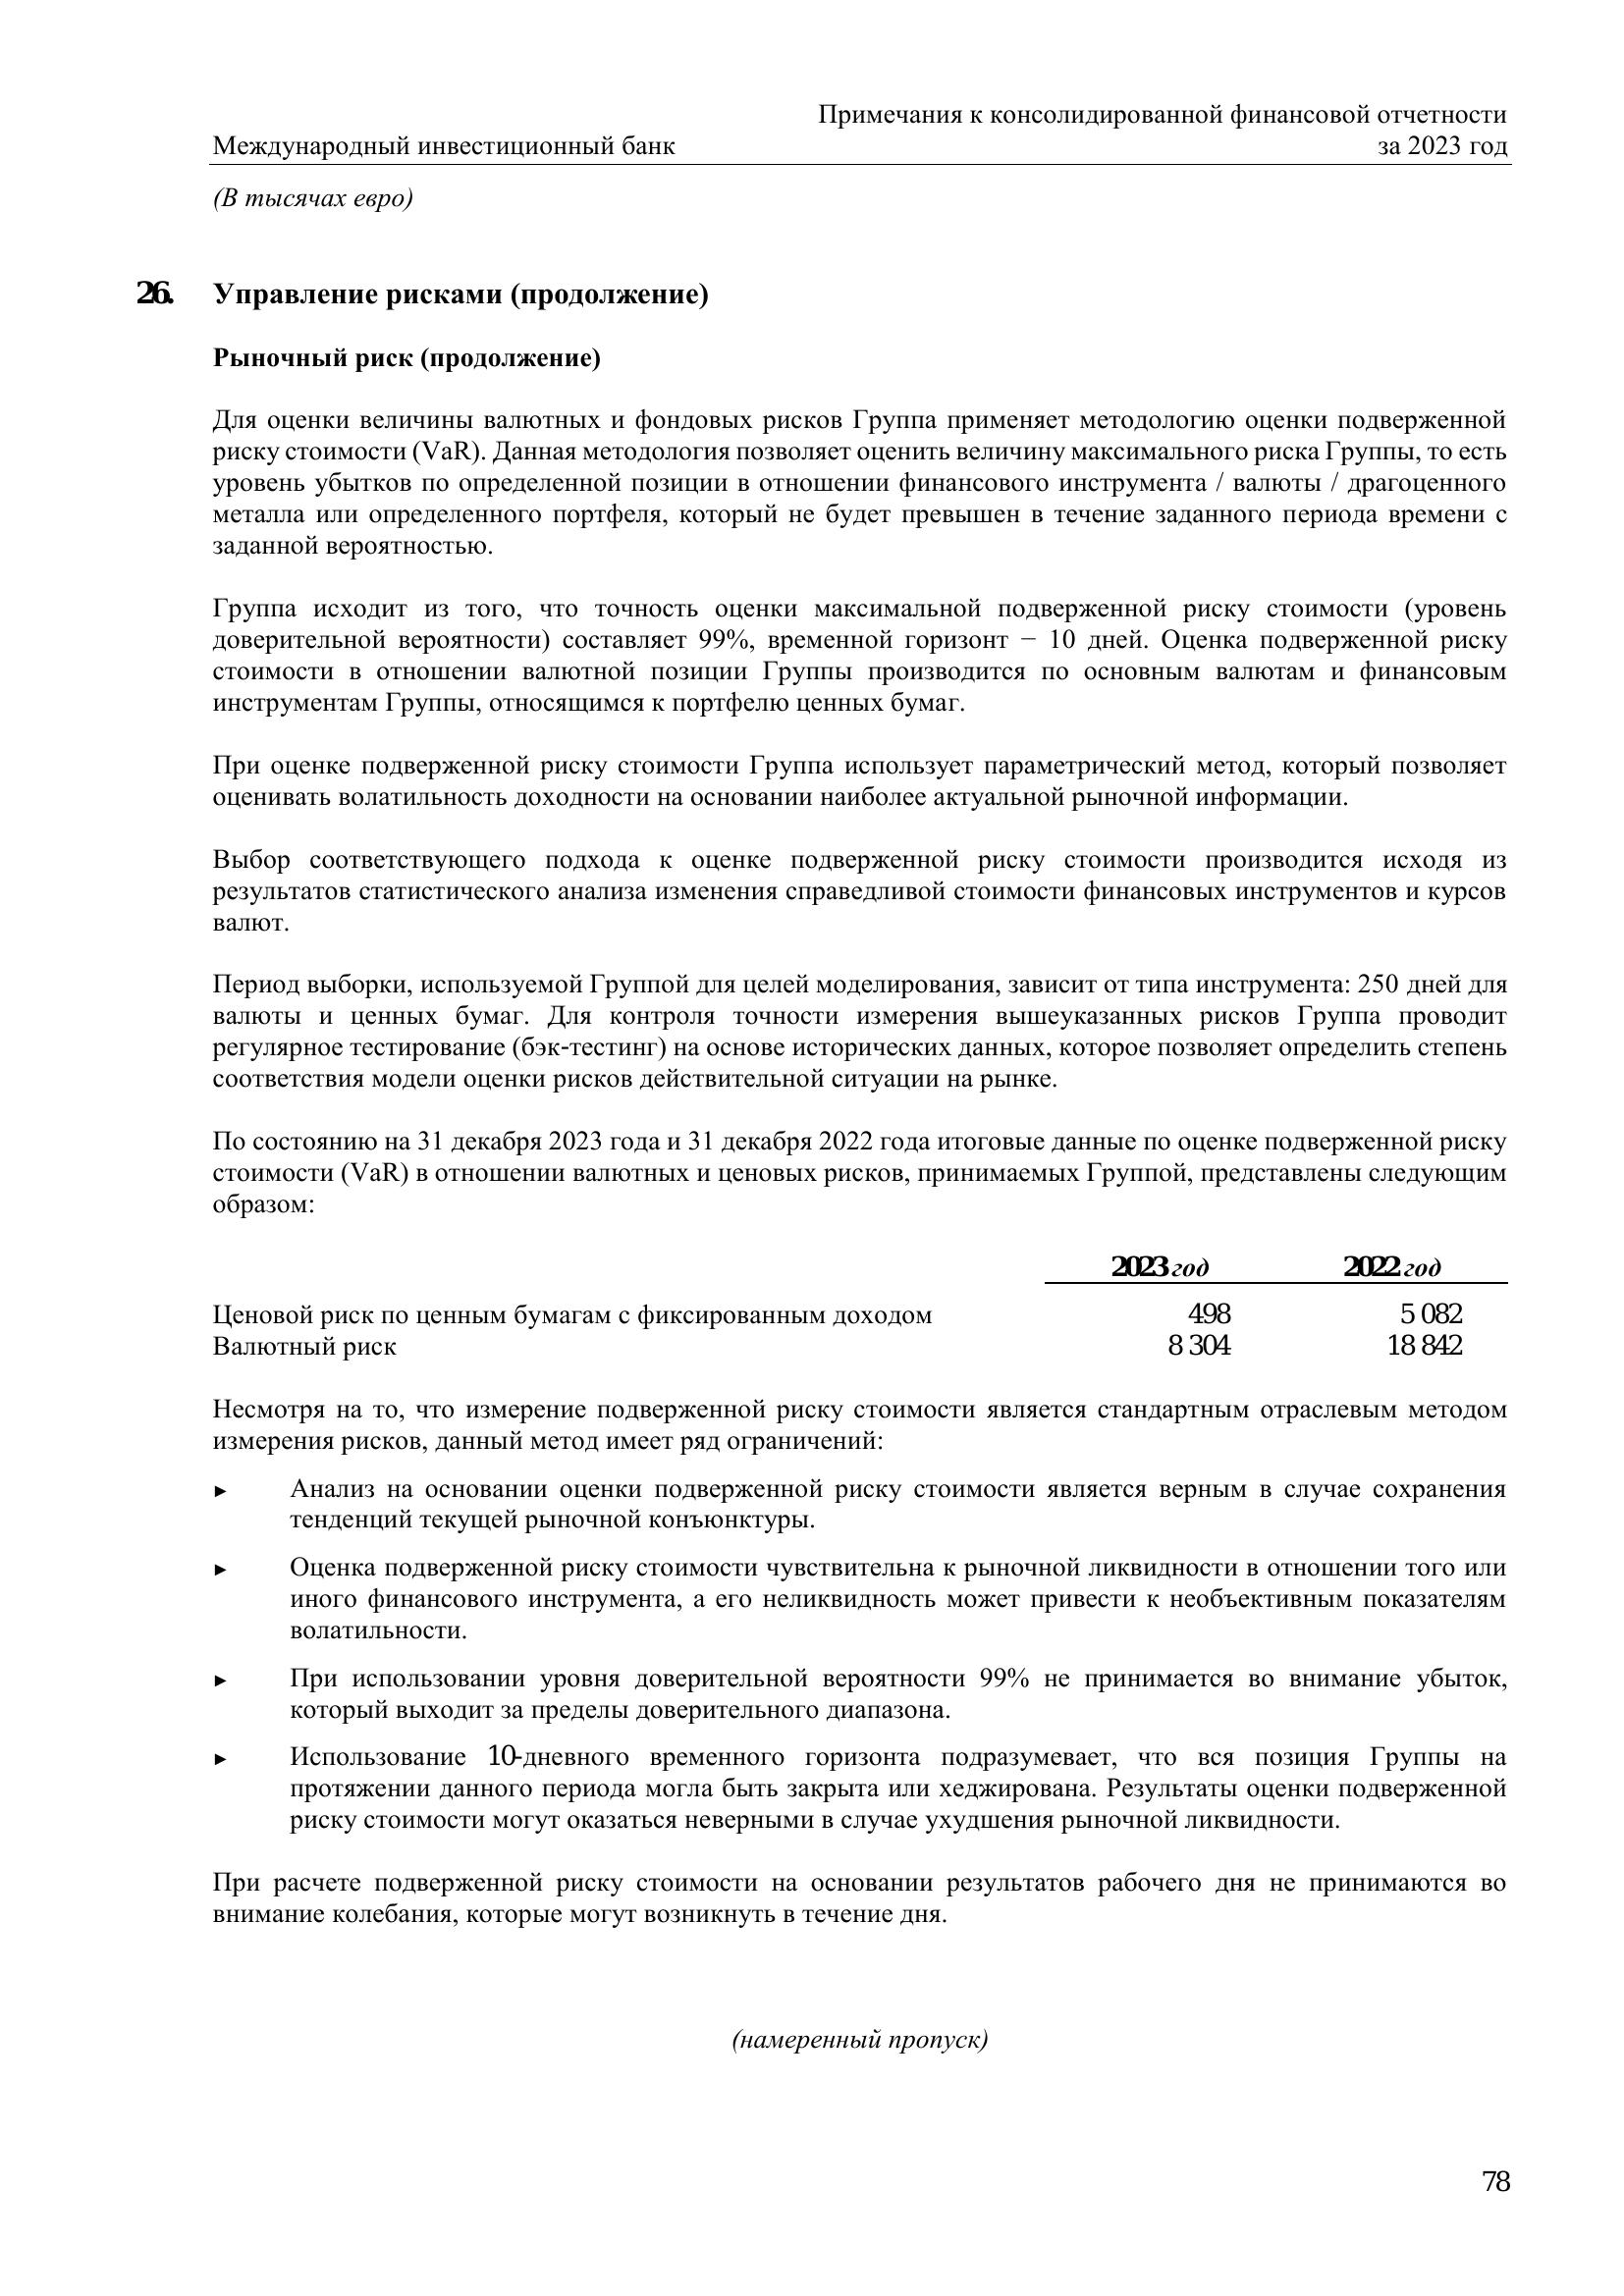 Примечания к консолидированной финансовой отчетности
Международный инвестиционный банк за 2023 год
(В тысячах евро)
26. Управление рисками (продолжение)
Рыночный риск (продолжение)
Для оценки величины валютных и фондовых рисков Группа применяет методологию оценки подверженной
риску стоимости (VaR). Данная методология позволяет оценить величину максимального риска Группы, то есть
уровень убытков по определенной позиции в отношении финансового инструмента / валюты / драгоценного
металла или определенного портфеля, который не будет превышен в течение заданного периода времени с
заданной вероятностью.
Группа исходит из того, что точность оценки максимальной подверженной риску стоимости (уровень
доверительной вероятности) составляет 99%, временной горизонт − 10 дней. Оценка подверженной риску
стоимости в отношении валютной позиции Группы производится по основным валютам и финансовым
инструментам Группы, относящимся к портфелю ценных бумаг.
При оценке подверженной риску стоимости Группа использует параметрический метод, который позволяет
оценивать волатильность доходности на основании наиболее актуальной рыночной информации.
Выбор соответствующего подхода к оценке подверженной риску стоимости производится исходя из
результатов статистического анализа изменения справедливой стоимости финансовых инструментов и курсов
валют.
Период выборки, используемой Группой для целей моделирования, зависит от типа инструмента: 250 дней для
валюты и ценных бумаг. Для контроля точности измерения вышеуказанных рисков Группа проводит
регулярное тестирование (бэк-тестинг) на основе исторических данных, которое позволяет определить степень
соответствия модели оценки рисков действительной ситуации на рынке.
По состоянию на 31 декабря 2023 года и 31 декабря 2022 года итоговые данные по оценке подверженной риску
стоимости (VaR) в отношении валютных и ценовых рисков, принимаемых Группой, представлены следующим
образом:
2023 год 2022 год
Ценовой риск по ценным бумагам с фиксированным доходом 498 5 082
Валютный риск 8 304 18 842
Несмотря на то, что измерение подверженной риску стоимости является стандартным отраслевым методом
измерения рисков, данный метод имеет ряд ограничений:
► Анализ на основании оценки подверженной риску стоимости является верным в случае сохранения
тенденций текущей рыночной конъюнктуры.
► Оценка подверженной риску стоимости чувствительна к рыночной ликвидности в отношении того или
иного финансового инструмента, а его неликвидность может привести к необъективным показателям
волатильности.
► При использовании уровня доверительной вероятности 99% не принимается во внимание убыток,
который выходит за пределы доверительного диапазона.
► Использование 10-дневного временного горизонта подразумевает, что вся позиция Группы на
протяжении данного периода могла быть закрыта или хеджирована. Результаты оценки подверженной
риску стоимости могут оказаться неверными в случае ухудшения рыночной ликвидности.
При расчете подверженной риску стоимости на основании результатов рабочего дня не принимаются во
внимание колебания, которые могут возникнуть в течение дня.
(намеренный пропуск)
78